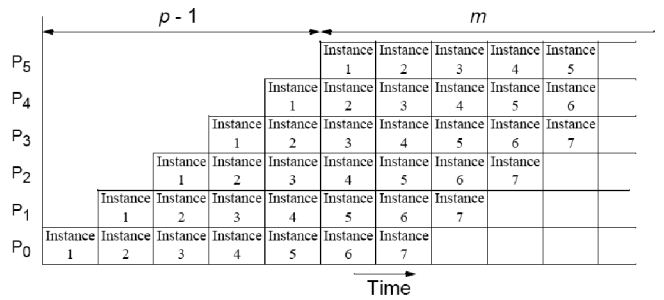 p - 1 m
P5 Instance Instance Instance Instance Instance
1 2 3 4 5
P4 Instance Instance Instance Instance Instance Instance
1 2 3 4 5 6
P3 Instance Instance Instance Instance Instance Instance Instance
1 2 3 4 5 6 7
P2 Instance Instance Instance Instance Instance Instance Instance
1 2 3 4 5 6 7
P1 Instance Instance Instance Instance Instance Instance Instance
1 2 3 4 5 6 7
P0 Instance Instance Instance Instance Instance Instance Instance
1 2 3 4 5 6 7
Time